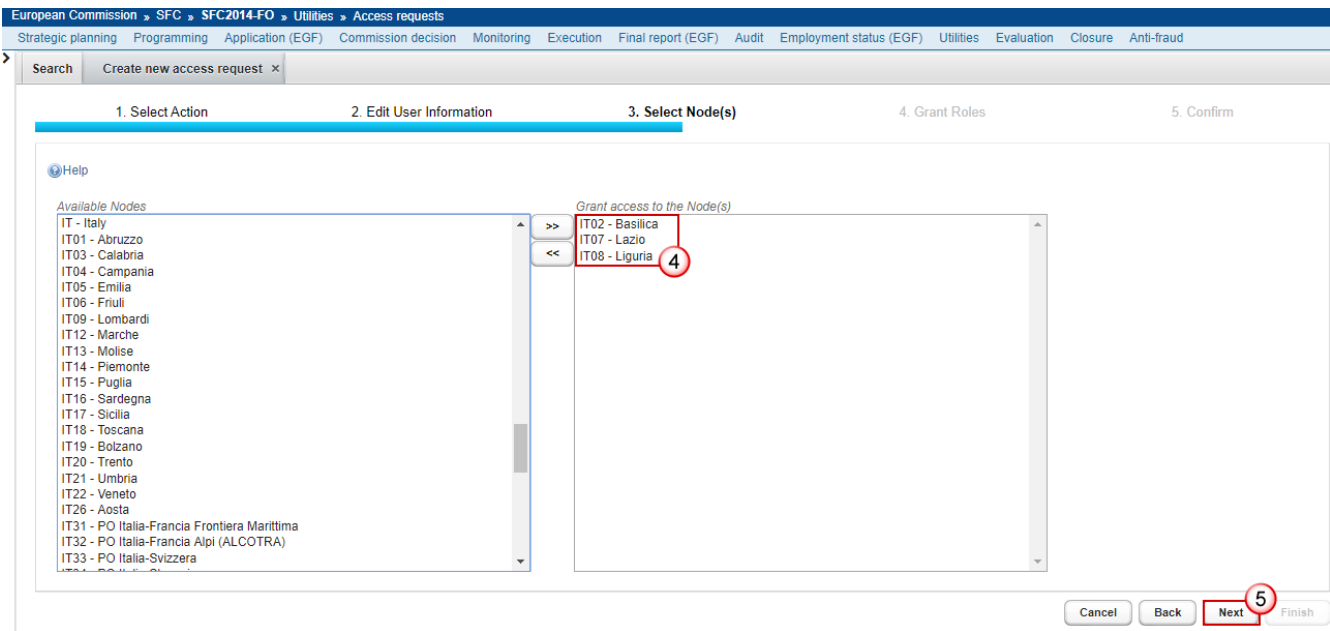 European Commission » SFC » SFC2014-FO » Utilities » Access requests
Strategic planning Programming Application (EGF) Commission decision Monitoring Execution Final report (EGF) Audit Employment status (EGF) Utilities Evaluation Closure Anti-fraud
Search Create new access request ×
1. Select Action 2. Edit User Information 3. Select Node(s) 4. Grant Roles 5. Confirm
Help
Available Nodes
IT - Italy
IT01 - Abruzzo
IT03 - Calabria
IT04 - Campania
IT05 - Emilia
IT06 - Friuli
IT09 - Lombardi
IT12 - Marche
IT13 - Molise
IT14 - Piemonte
IT15 - Puglia
IT16 - Sardegna
IT17 - Sicilia
IT18 - Toscana
IT19 - Bolzano
IT20 - Trento
IT21 - Umbria
IT22 - Veneto
IT26 - Aosta
IT31 - PO Italia-Francia Frontiera Marittima
IT32 - PO Italia-Francia Alpi (ALCOTRA)
IT33 - PO Italia-Svizzera
>>
<<
Grant access to the Node(s)
IT02 - Basilica
IT07 - Lazio
IT08 - Liguria
4
Cancel Back Next Finish
5